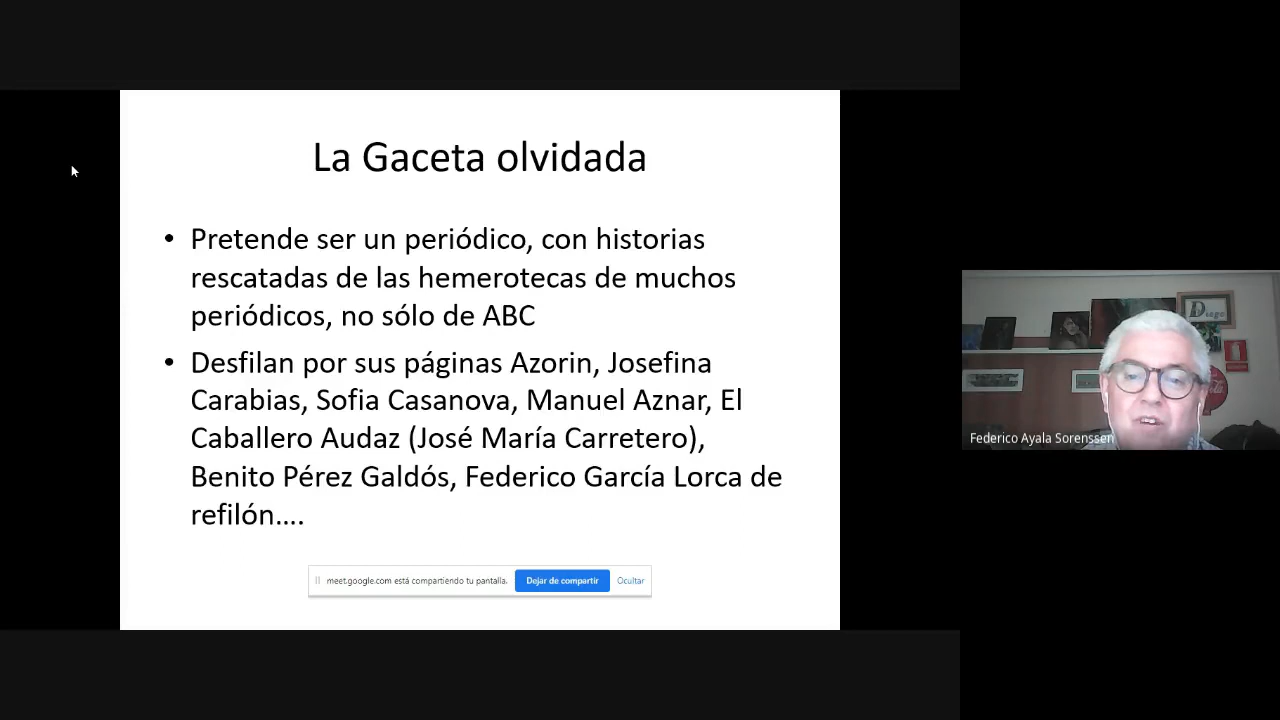 La Gaceta olvidada
• Pretende ser un periódico, con historias
rescatadas de las hemerotecas de muchos
periódicos, no sólo de ABC
• Desfilan por sus páginas Azorin, Josefina
Carabias, Sofia Casanova, Manuel Aznar, El
Caballero Audaz (José María Carretero),
Benito Pérez Galdós, Federico García Lorca de
refilón....
meet.google.com está compartiendo tu pantalla. Dejar de compartir Ocultar
Federico Ayala Sorenssen